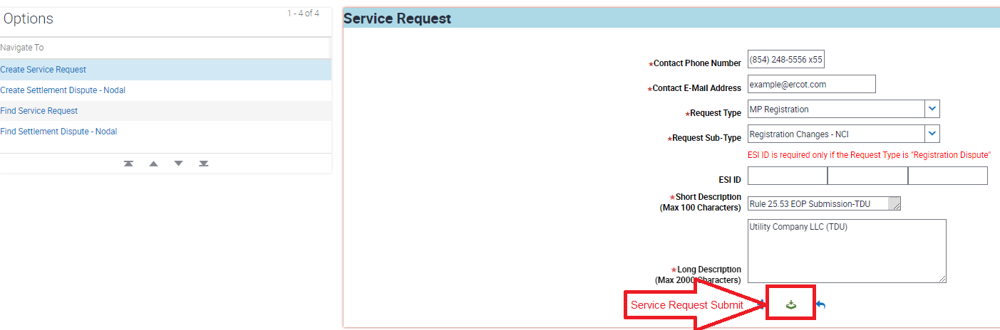 Options
1 - 4 of 4
Navigate To
Create Service Request
Create Settlement Dispute - Nodal
Find Service Request
Find Settlement Dispute - Nodal
Service Request
★Contact Phone Number
(854) 248-5556 x55
★Contact E-Mail Address
example@ercot.com
★Request Type
MP Registration
★Request Sub-Type
Registration Changes - NCI
ESI ID is required only if the Request Type is "Registration Dispute"
ESI ID
★Short Description
(Max 100 Characters)
Rule 25.53 EOP Submission-TDU
Utility Company LLC (TDU)
★Long Description
(Max 2000 Characters)
Service Request Submit